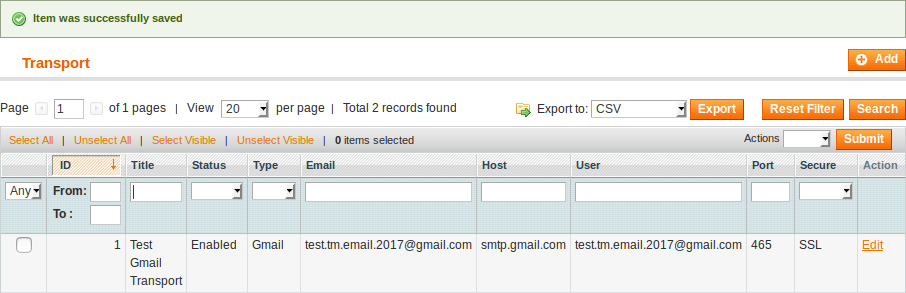 Item was successfully saved
Transport
Add
Page 1 of 1 pages | View 20 per page | Total 2 records found
Export to: CSV Export Reset Filter Search
Select All | Unselect All | Select Visible | Unselect Visible | 0 items selected
Actions Submit
ID Title Status Type Email Host User Port Secure Action
Any From:
To :
1 Test Enabled Gmail test.tm.email.2017@gmail.com smtp.gmail.com test.tm.email.2017@gmail.com 465 SSL Edit
Gmail
Transport